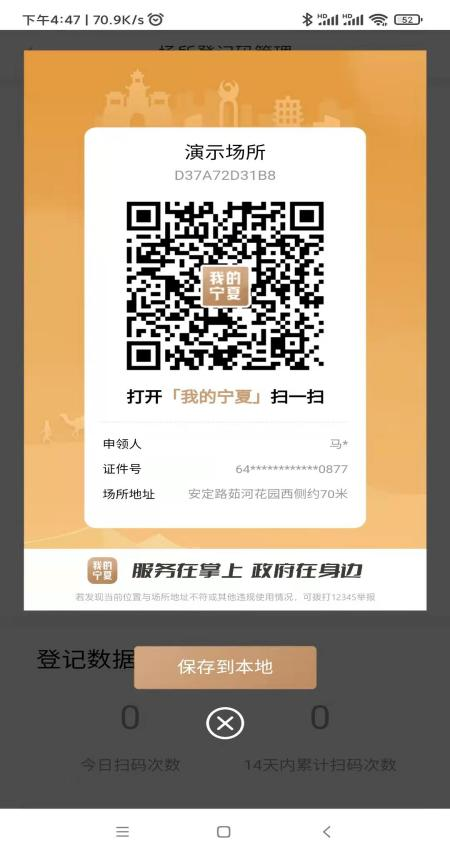 下午4:47 | 70.9K/s
HD HD 52
场所登记码管理
演示场所
D37A72D31B8
我的
宁夏
打开「我的宁夏」扫一扫
申领人 马*
证件号 64************0877
场所地址 安定路茹河花园西侧约70米
我的
宁夏
服务在掌上 政府在身边
若发现当前位置与场所地址不符或其他违规使用情况，可拨打12345举报
登记数据
保存到本地
0 0
今日扫码次数 14天内累计扫码次数